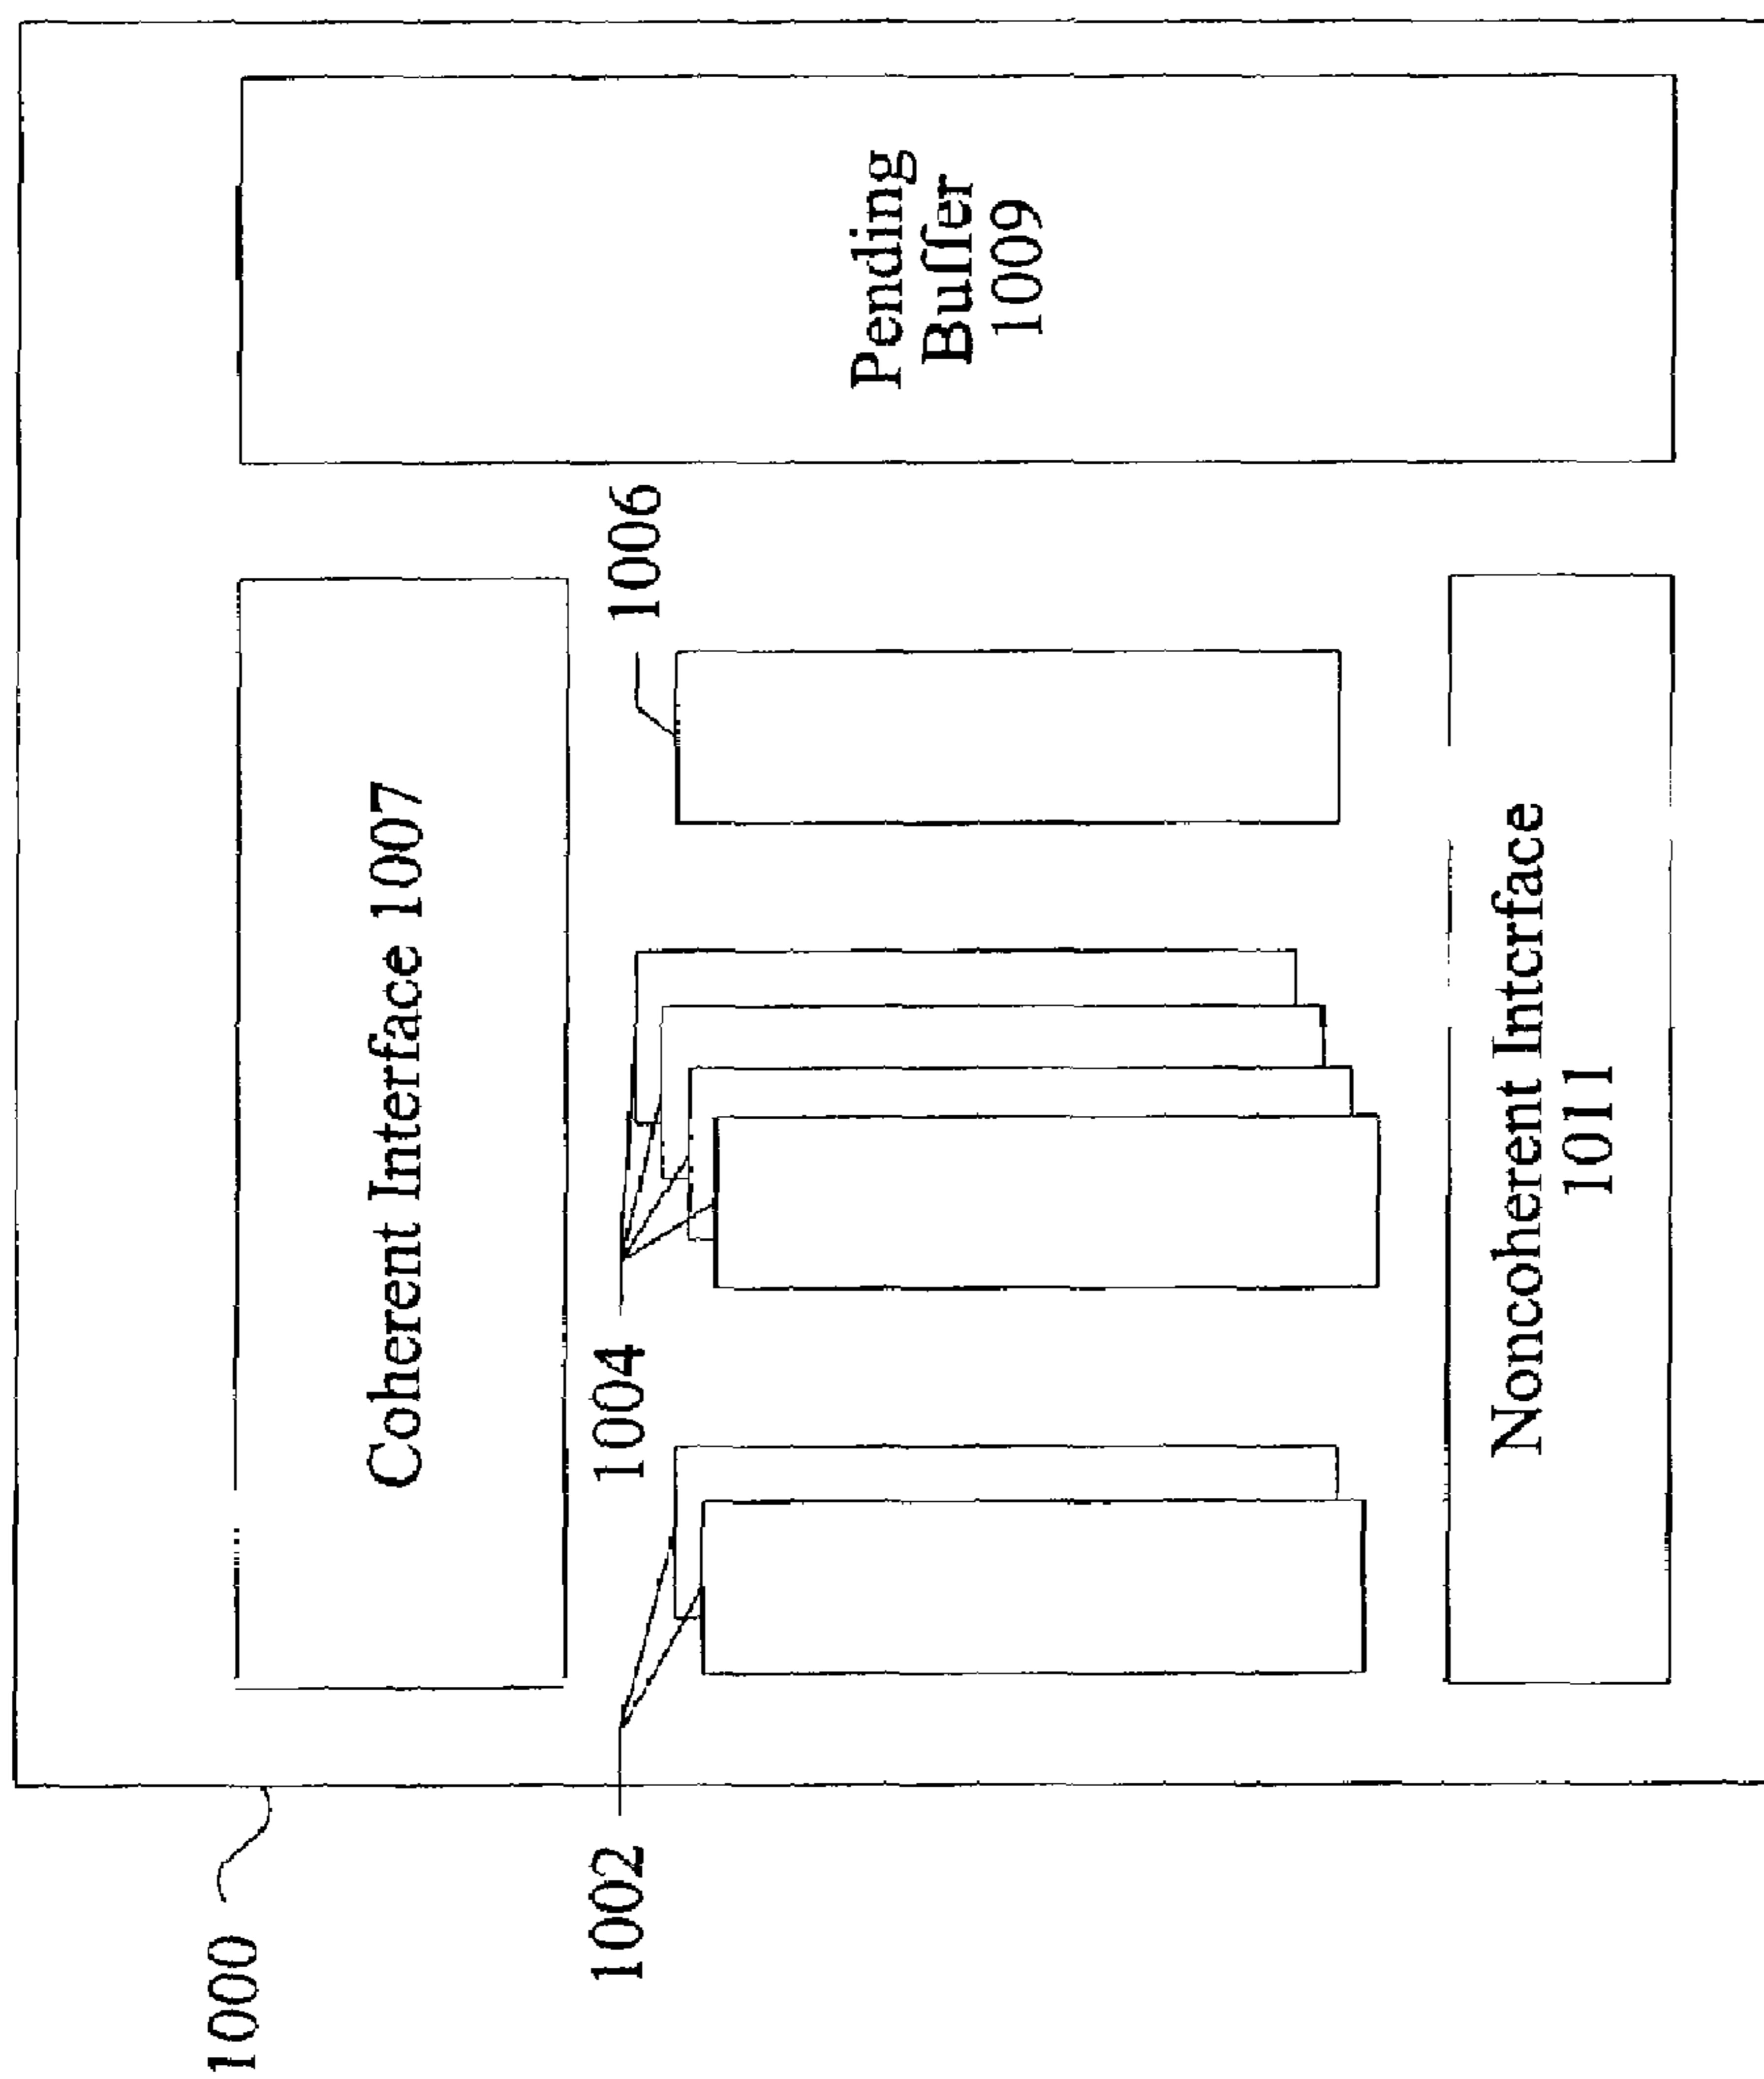 1000
Coherent Interface 1007
1002
1004
1006
Pending
Buffer
1009
Noncoherent Interface
1011